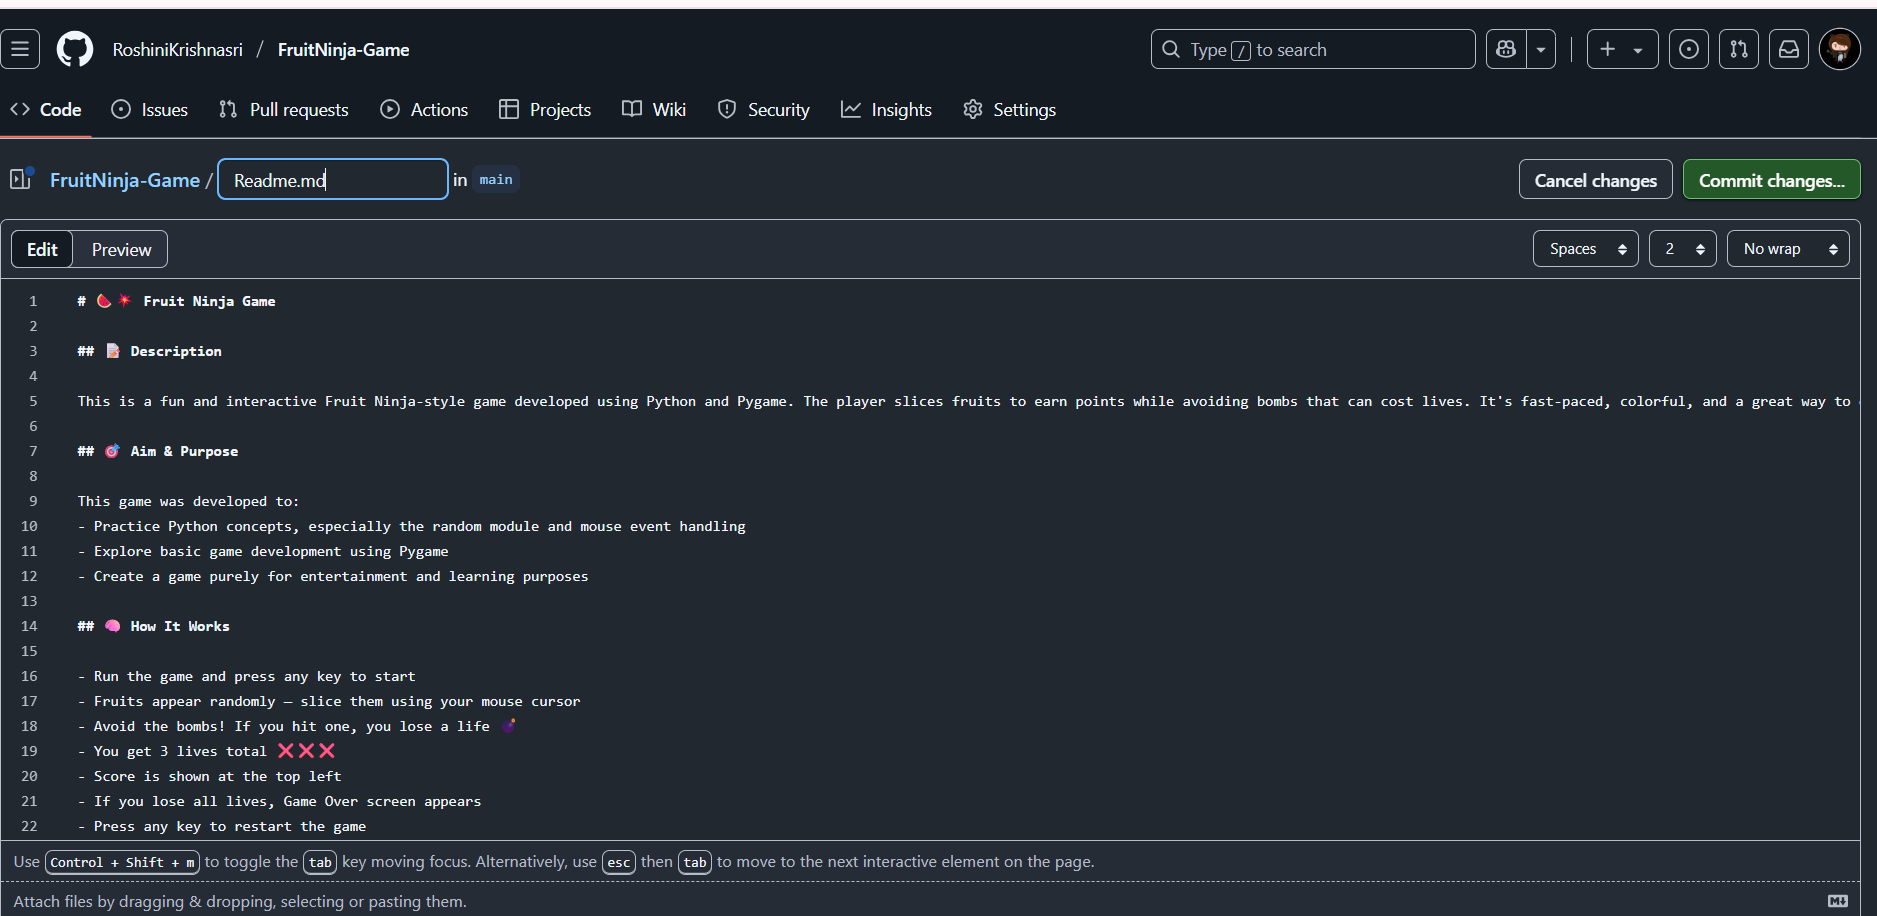 RoshiniKrishnasri / FruitNinja-Game
Type / to search
Code
Issues
Pull requests
Actions
Projects
Wiki
Security
Insights
Settings
FruitNinja-Game / Readme.md in main
Cancel changes
Commit changes...
Edit
Preview
Spaces
2
No wrap
1 # 🍉💥 Fruit Ninja Game
2
3 ## 📝 Description
4
5 This is a fun and interactive Fruit Ninja-style game developed using Python and Pygame. The player slices fruits to earn points while avoiding bombs that can cost lives. It's fast-paced, colorful, and a great way to
6
7 ## 🎯 Aim & Purpose
8
9 This game was developed to:
10 - Practice Python concepts, especially the random module and mouse event handling
11 - Explore basic game development using Pygame
12 - Create a game purely for entertainment and learning purposes
13
14 ## 🧠 How It Works
15
16 - Run the game and press any key to start
17 - Fruits appear randomly — slice them using your mouse cursor
18 - Avoid the bombs! If you hit one, you lose a life 💣
19 - You get 3 lives total ❌❌❌
20 - Score is shown at the top left
21 - If you lose all lives, Game Over screen appears
22 - Press any key to restart the game
Use Control + Shift + m to toggle the tab key moving focus. Alternatively, use esc then tab to move to the next interactive element on the page.
Attach files by dragging & dropping, selecting or pasting them.